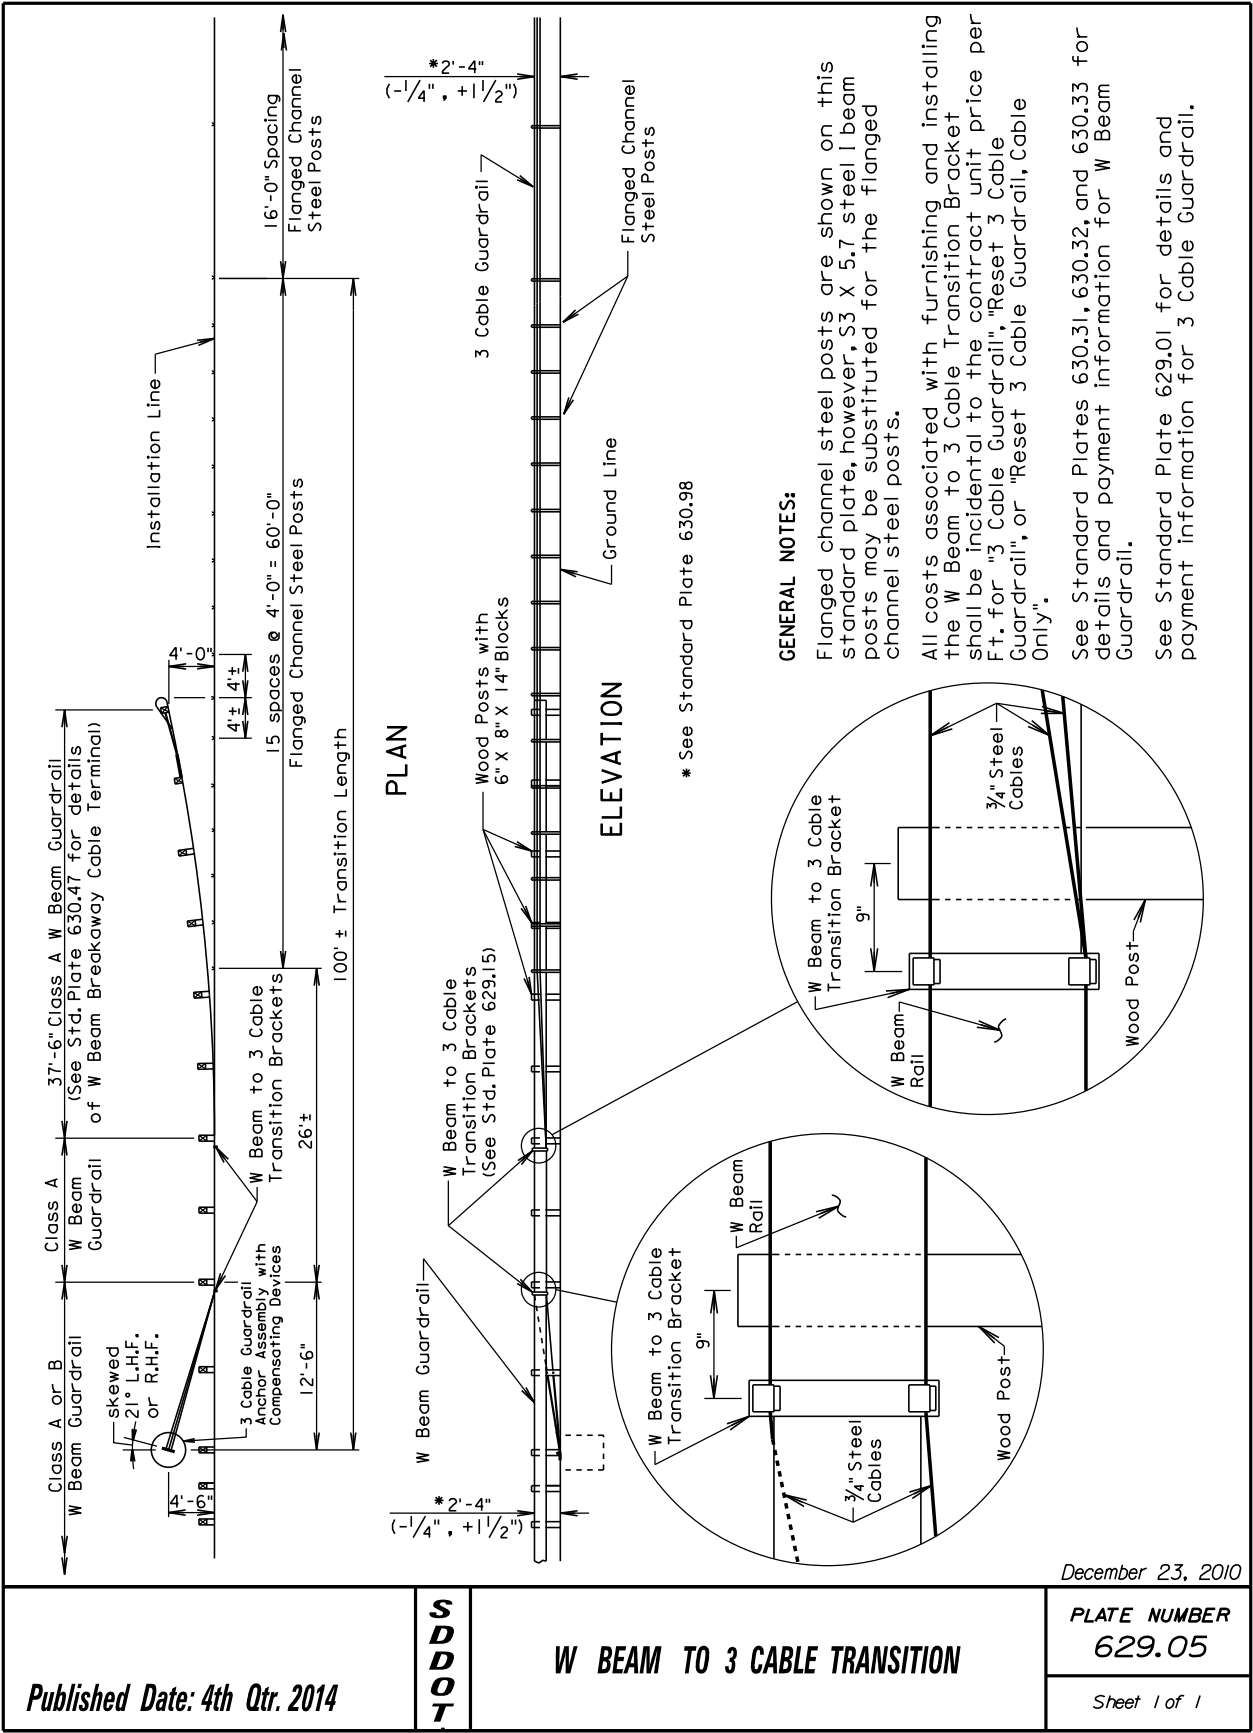 Class A or B
W Beam Guardrail
Class A
W Beam
Guardrail
37'-6" Class A W Beam Guardrail
(See Std. Plate 630.47 for details
of W Beam Breakaway Cable Terminal)
4'-6"
skewed
21° L.H.F.
or R.H.F.
3 Cable Guardrail
Anchor Assembly with
Compensating Devices
12'-6"
W Beam to 3 Cable
Transition Brackets
26'±
4'±
4'±
4'-0"
Installation Line
15 spaces @ 4'-0" = 60'-0"
Flanged Channel Steel Posts
16'-0" Spacing
Flanged Channel
Steel Posts
100' ± Transition Length
PLAN
*2'-4"
(-1/4" , +1 1/2")
W Beam Guardrail
W Beam to 3 Cable
Transition Brackets
(See Std. Plate 629.15)
Wood Posts with
6" X 8" X 14" Blocks
3 Cable Guardrail
*2'-4"
(-1/4" , +1 1/2")
Ground Line
Flanged Channel
Steel Posts
ELEVATION
* See Standard Plate 630.98
W Beam to 3 Cable
Transition Bracket
9"
W Beam
Rail
3/4" Steel
Cables
Wood Post
W Beam to 3 Cable
Transition Bracket
9"
W Beam
Rail
3/4" Steel
Cables
Wood Post
GENERAL NOTES:
Flanged channel steel posts are shown on this
standard plate, however, S3 X 5.7 steel I beam
posts may be substituted for the flanged
channel steel posts.
All costs associated with furnishing and installing
the W Beam to 3 Cable Transition Bracket
shall be incidental to the contract unit price per
Ft. for "3 Cable Guardrail", "Reset 3 Cable
Guardrail", or "Reset 3 Cable Guardrail, Cable
Only".
See Standard Plates 630.31, 630.32, and 630.33 for
details and payment information for W Beam
Guardrail.
See Standard Plate 629.01 for details and
payment information for 3 Cable Guardrail.
December 23, 2010
Published Date: 4th Qtr. 2014
S
D
D
O
T
W BEAM TO 3 CABLE TRANSITION
PLATE NUMBER
629.05
Sheet 1 of 1